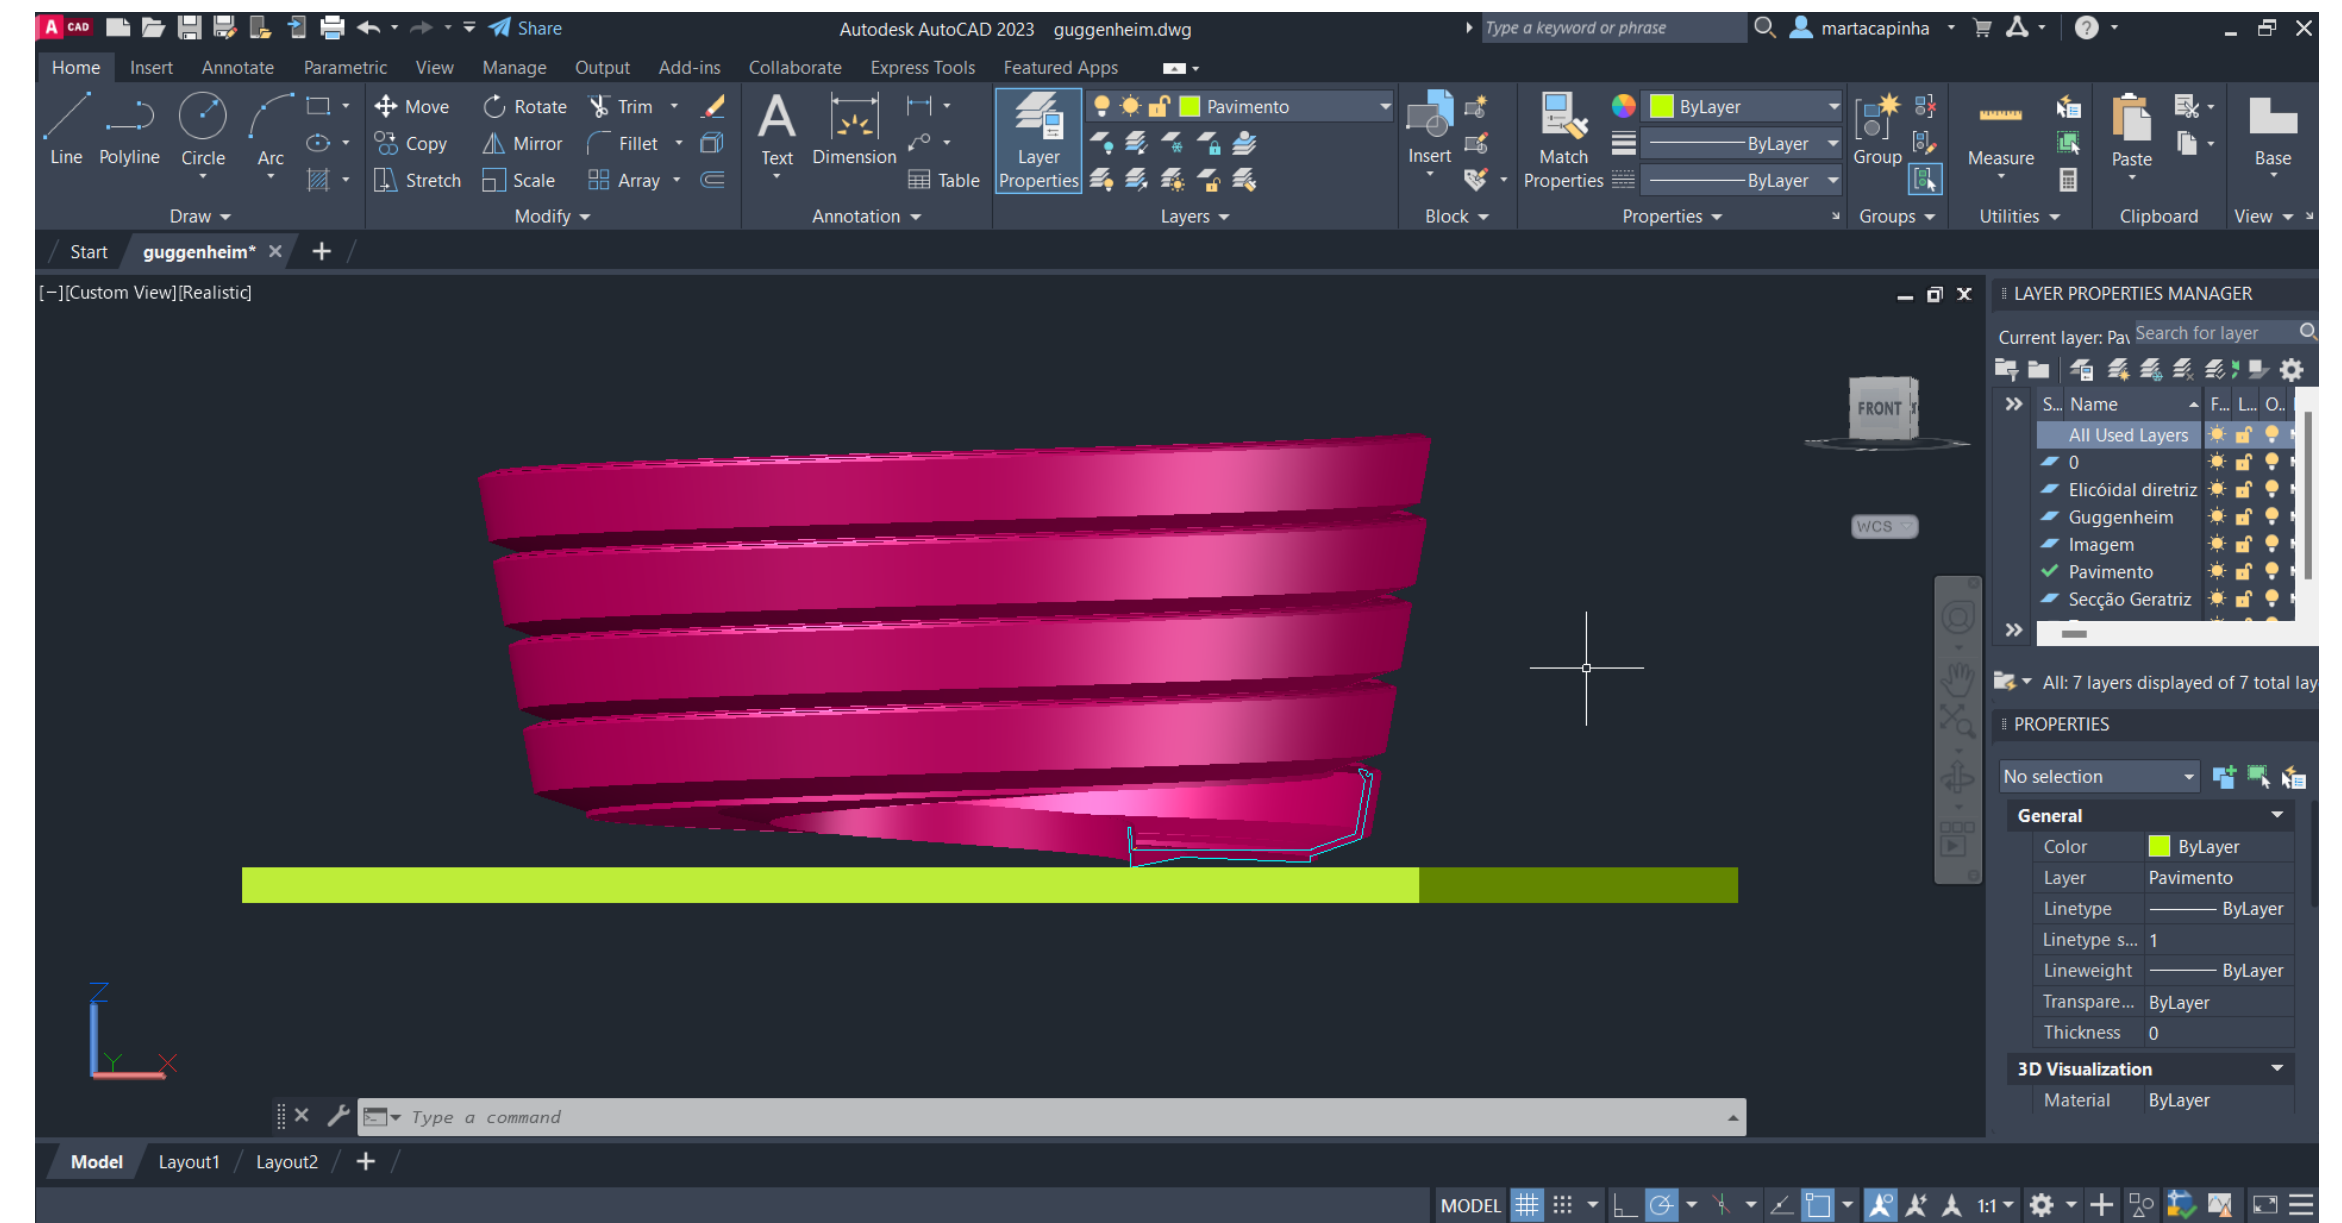 A CAD Share Autodesk AutoCAD 2023 guggenheim.dwg Type a keyword or phrase martacapinha
Home Insert Annotate Parametric View Manage Output Add-ins Collaborate Express Tools Featured Apps
Line Polyline Circle Arc
Move Rotate Trim
Copy Mirror Fillet
Stretch Scale Array
Text Dimension Table
Layer Properties
Pavimento
Insert
Match Properties
ByLayer
ByLayer
ByLayer
Group
Measure
Paste
Base
Draw Modify Annotation Layers Block Properties Groups Utilities Clipboard View
Start guggenheim*
[−][Custom View][Realistic]
FRONT
WCS
Z
Y X
LAYER PROPERTIES MANAGER
Current layer: Pav Search for layer
S... Name F... L... O..
All Used Layers
0
Elicóidal diretriz
Guggenheim
Imagem
Pavimento
Secção Geratriz
All: 7 layers displayed of 7 total lay
PROPERTIES
No selection
General
Color ByLayer
Layer Pavimento
Linetype ByLayer
Linetype s... 1
Lineweight ByLayer
Transpare... ByLayer
Thickness 0
3D Visualization
Material ByLayer
Type a command
Model Layout1 Layout2
MODEL 1:1